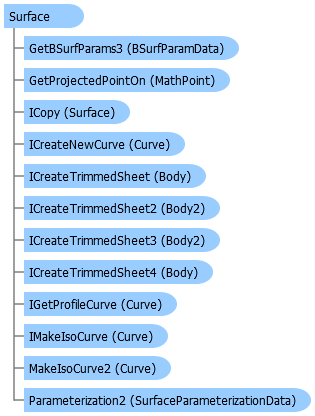 Surface
GetBSurfParams3 (BSurfParamData)
GetProjectedPointOn (MathPoint)
ICopy (Surface)
ICreateNewCurve (Curve)
ICreateTrimmedSheet (Body)
ICreateTrimmedSheet2 (Body2)
ICreateTrimmedSheet3 (Body2)
ICreateTrimmedSheet4 (Body)
IGetProfileCurve (Curve)
IMakeIsoCurve (Curve)
MakeIsoCurve2 (Curve)
Parameterization2 (SurfaceParameterizationData)